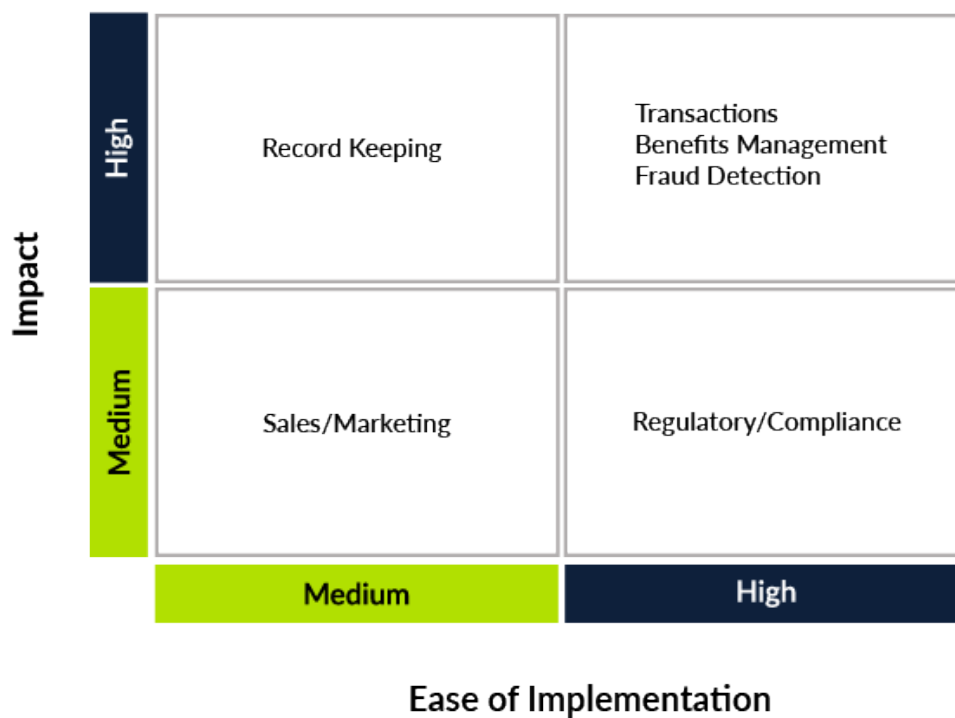 High
Record Keeping
Transactions
Benefits Management
Fraud Detection
Impact
Medium
Sales/Marketing
Regulatory/Compliance
Medium
High
Ease of Implementation